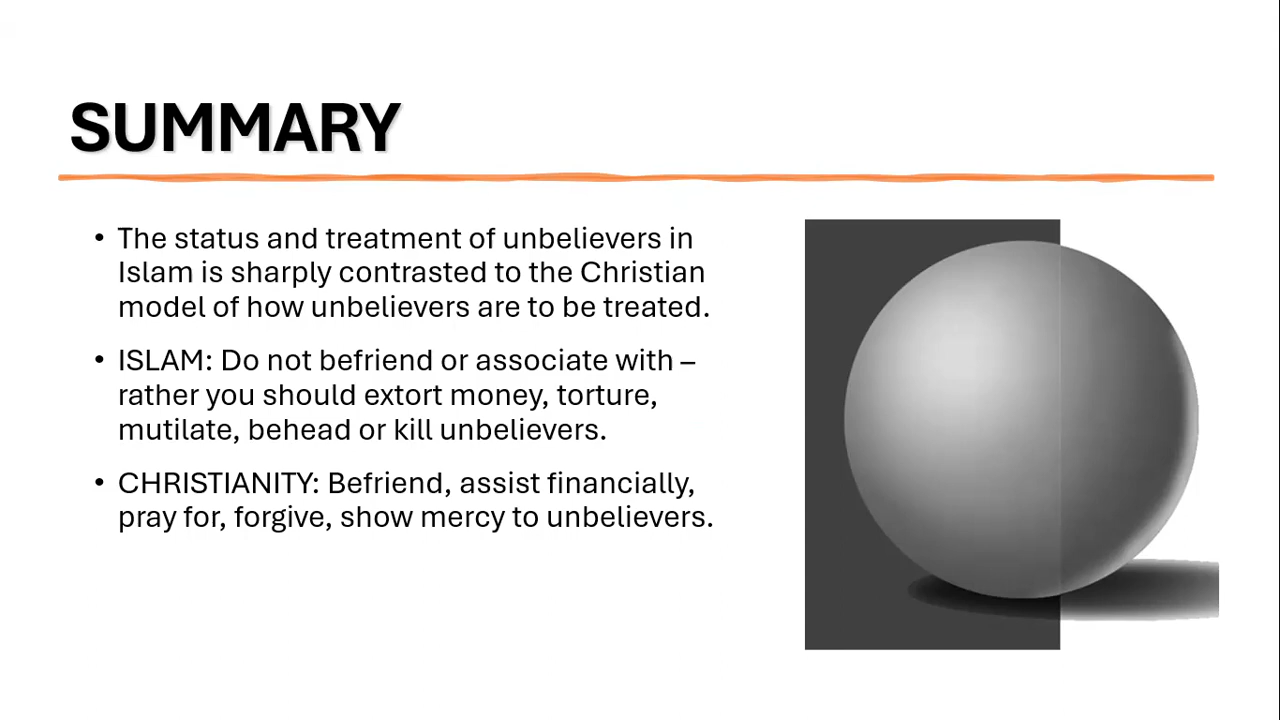 SUMMARY
• The status and treatment of unbelievers in
Islam is sharply contrasted to the Christian
model of how unbelievers are to be treated.
• ISLAM: Do not befriend or associate with –
rather you should extort money, torture,
mutilate, behead or kill unbelievers.
• CHRISTIANITY: Befriend, assist financially,
pray for, forgive, show mercy to unbelievers.